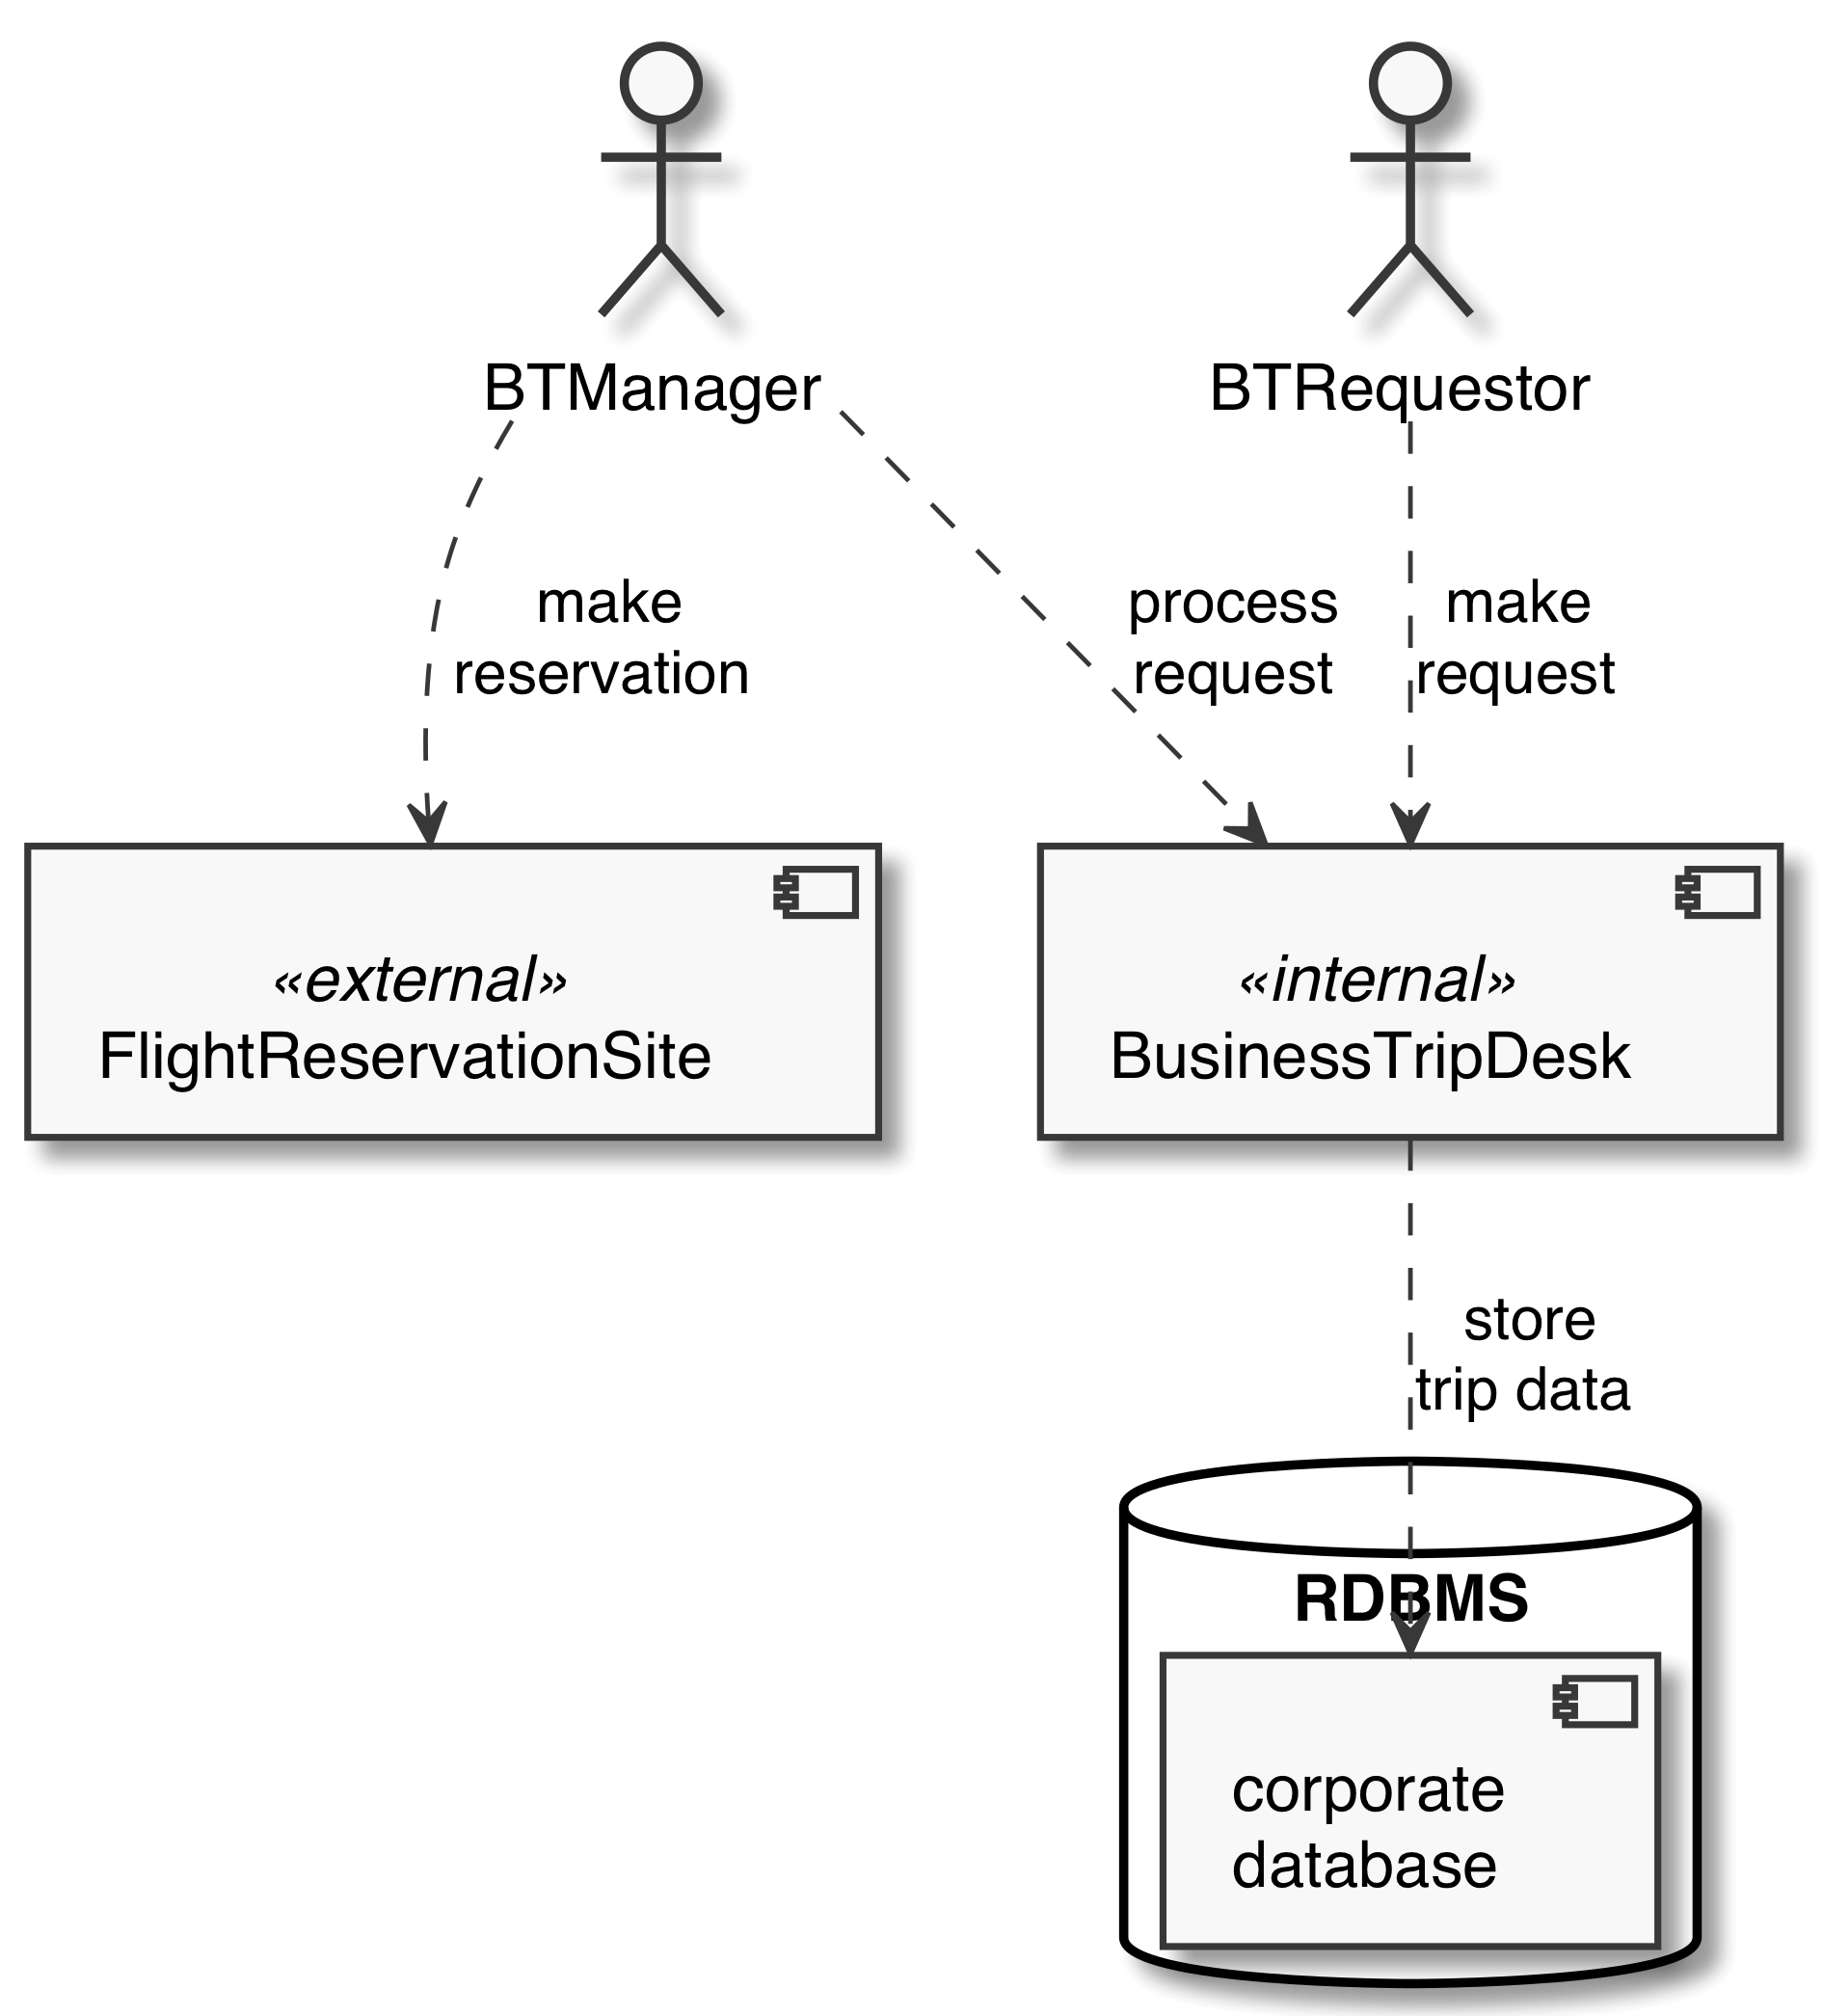 BTManager
BTRequestor
make
reservation
process
request
make
request
«external»
FlightReservationSite
«internal»
BusinessTripDesk
store
trip data
RDBMS
corporate
database